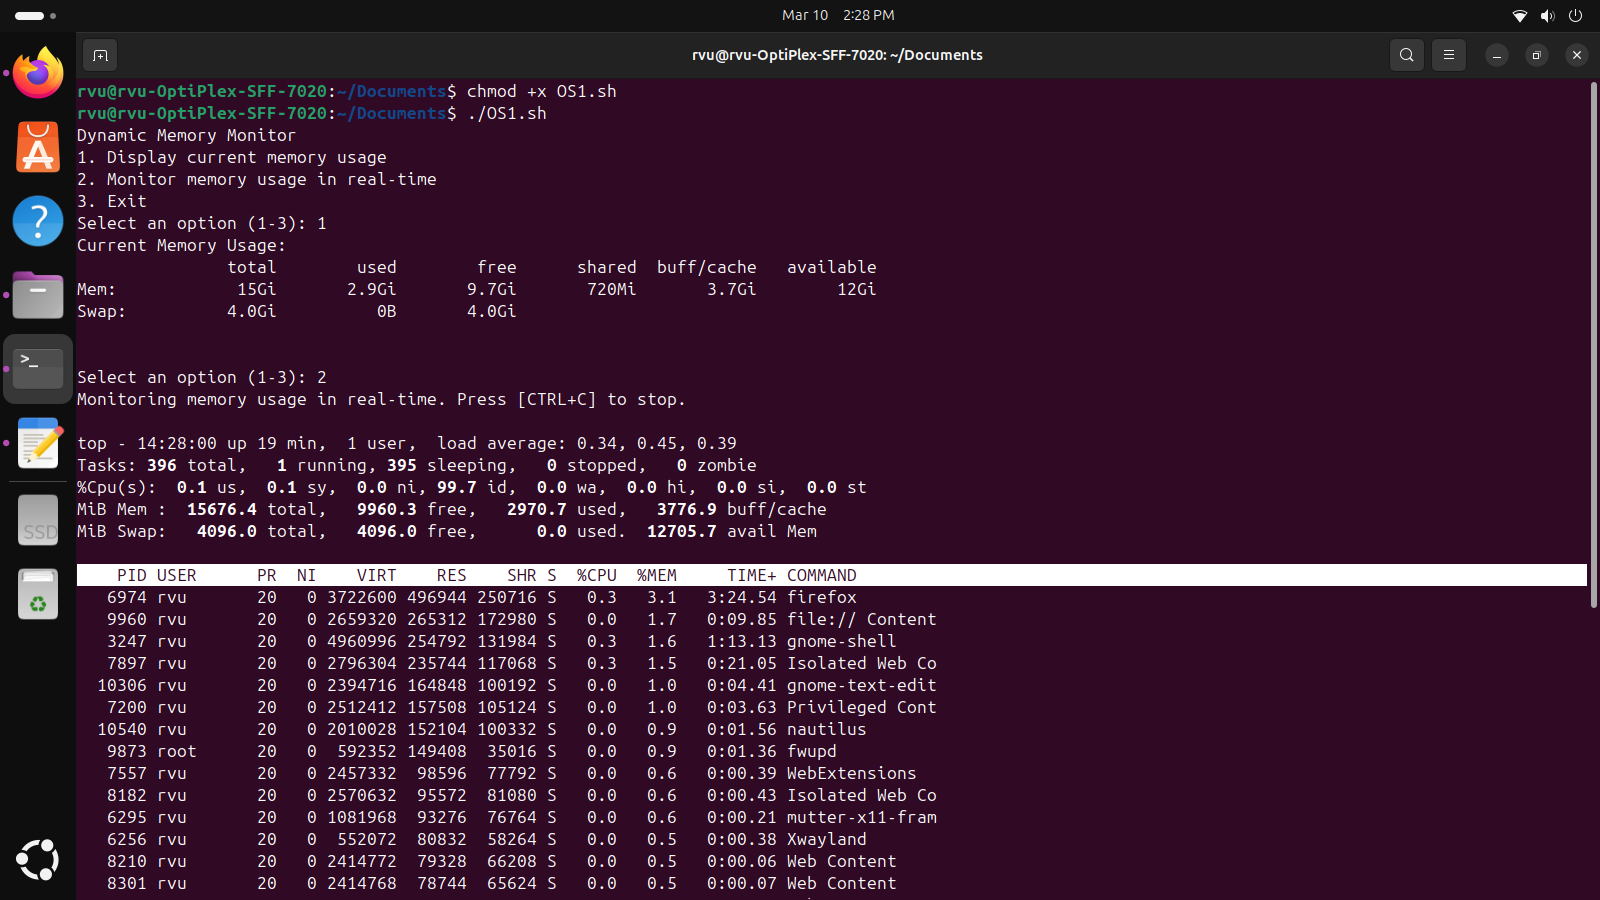 Mar 10 2:28 PM
rvu@rvu-OptiPlex-SFF-7020: ~/Documents
rvu@rvu-OptiPlex-SFF-7020:~/Documents$ chmod +x OS1.sh
rvu@rvu-OptiPlex-SFF-7020:~/Documents$ ./OS1.sh
Dynamic Memory Monitor
1. Display current memory usage
2. Monitor memory usage in real-time
3. Exit
Select an option (1-3): 1
Current Memory Usage:
total used free shared buff/cache available
Mem: 15Gi 2.9Gi 9.7Gi 720Mi 3.7Gi 12Gi
Swap: 4.0Gi 0B 4.0Gi
Select an option (1-3): 2
Monitoring memory usage in real-time. Press [CTRL+C] to stop.
top - 14:28:00 up 19 min, 1 user, load average: 0.34, 0.45, 0.39
Tasks: 396 total, 1 running, 395 sleeping, 0 stopped, 0 zombie
%Cpu(s): 0.1 us, 0.1 sy, 0.0 ni, 99.7 id, 0.0 wa, 0.0 hi, 0.0 si, 0.0 st
MiB Mem : 15676.4 total, 9960.3 free, 2970.7 used, 3776.9 buff/cache
MiB Swap: 4096.0 total, 4096.0 free, 0.0 used. 12705.7 avail Mem
PID USER PR NI VIRT RES SHR S %CPU %MEM TIME+ COMMAND
6974 rvu 20 0 3722600 496944 250716 S 0.3 3.1 3:24.54 firefox
9960 rvu 20 0 2659320 265312 172980 S 0.0 1.7 0:09.85 file:// Content
3247 rvu 20 0 4960996 254792 131984 S 0.3 1.6 1:13.13 gnome-shell
7897 rvu 20 0 2796304 235744 117068 S 0.3 1.5 0:21.05 Isolated Web Co
10306 rvu 20 0 2394716 164848 100192 S 0.0 1.0 0:04.41 gnome-text-edit
7200 rvu 20 0 2512412 157508 105124 S 0.0 1.0 0:03.63 Privileged Cont
10540 rvu 20 0 2010028 152104 100332 S 0.0 0.9 0:01.56 nautilus
9873 root 20 0 592352 149408 35016 S 0.0 0.9 0:01.36 fwupd
7557 rvu 20 0 2457332 98596 77792 S 0.0 0.6 0:00.39 WebExtensions
8182 rvu 20 0 2570632 95572 81080 S 0.0 0.6 0:00.43 Isolated Web Co
6295 rvu 20 0 1081968 93276 76764 S 0.0 0.6 0:00.21 mutter-x11-fram
6256 rvu 20 0 552072 80832 58264 S 0.0 0.5 0:00.38 Xwayland
8210 rvu 20 0 2414772 79328 66208 S 0.0 0.5 0:00.06 Web Content
8301 rvu 20 0 2414768 78744 65624 S 0.0 0.5 0:00.07 Web Content
SSD